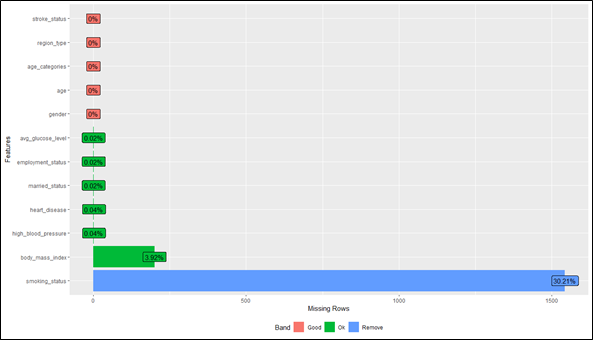 stroke_status 0%
region_type 0%
age_categories 0%
age 0%
gender 0%
avg_glucose_level 0.02%
employment_status 0.02%
married_status 0.02%
heart_disease 0.04%
high_blood_pressure 0.04%
body_mass_index 3.92%
smoking_status 30.21%
Features
0 500 1000 1500
Missing Rows
Band Good Ok Remove